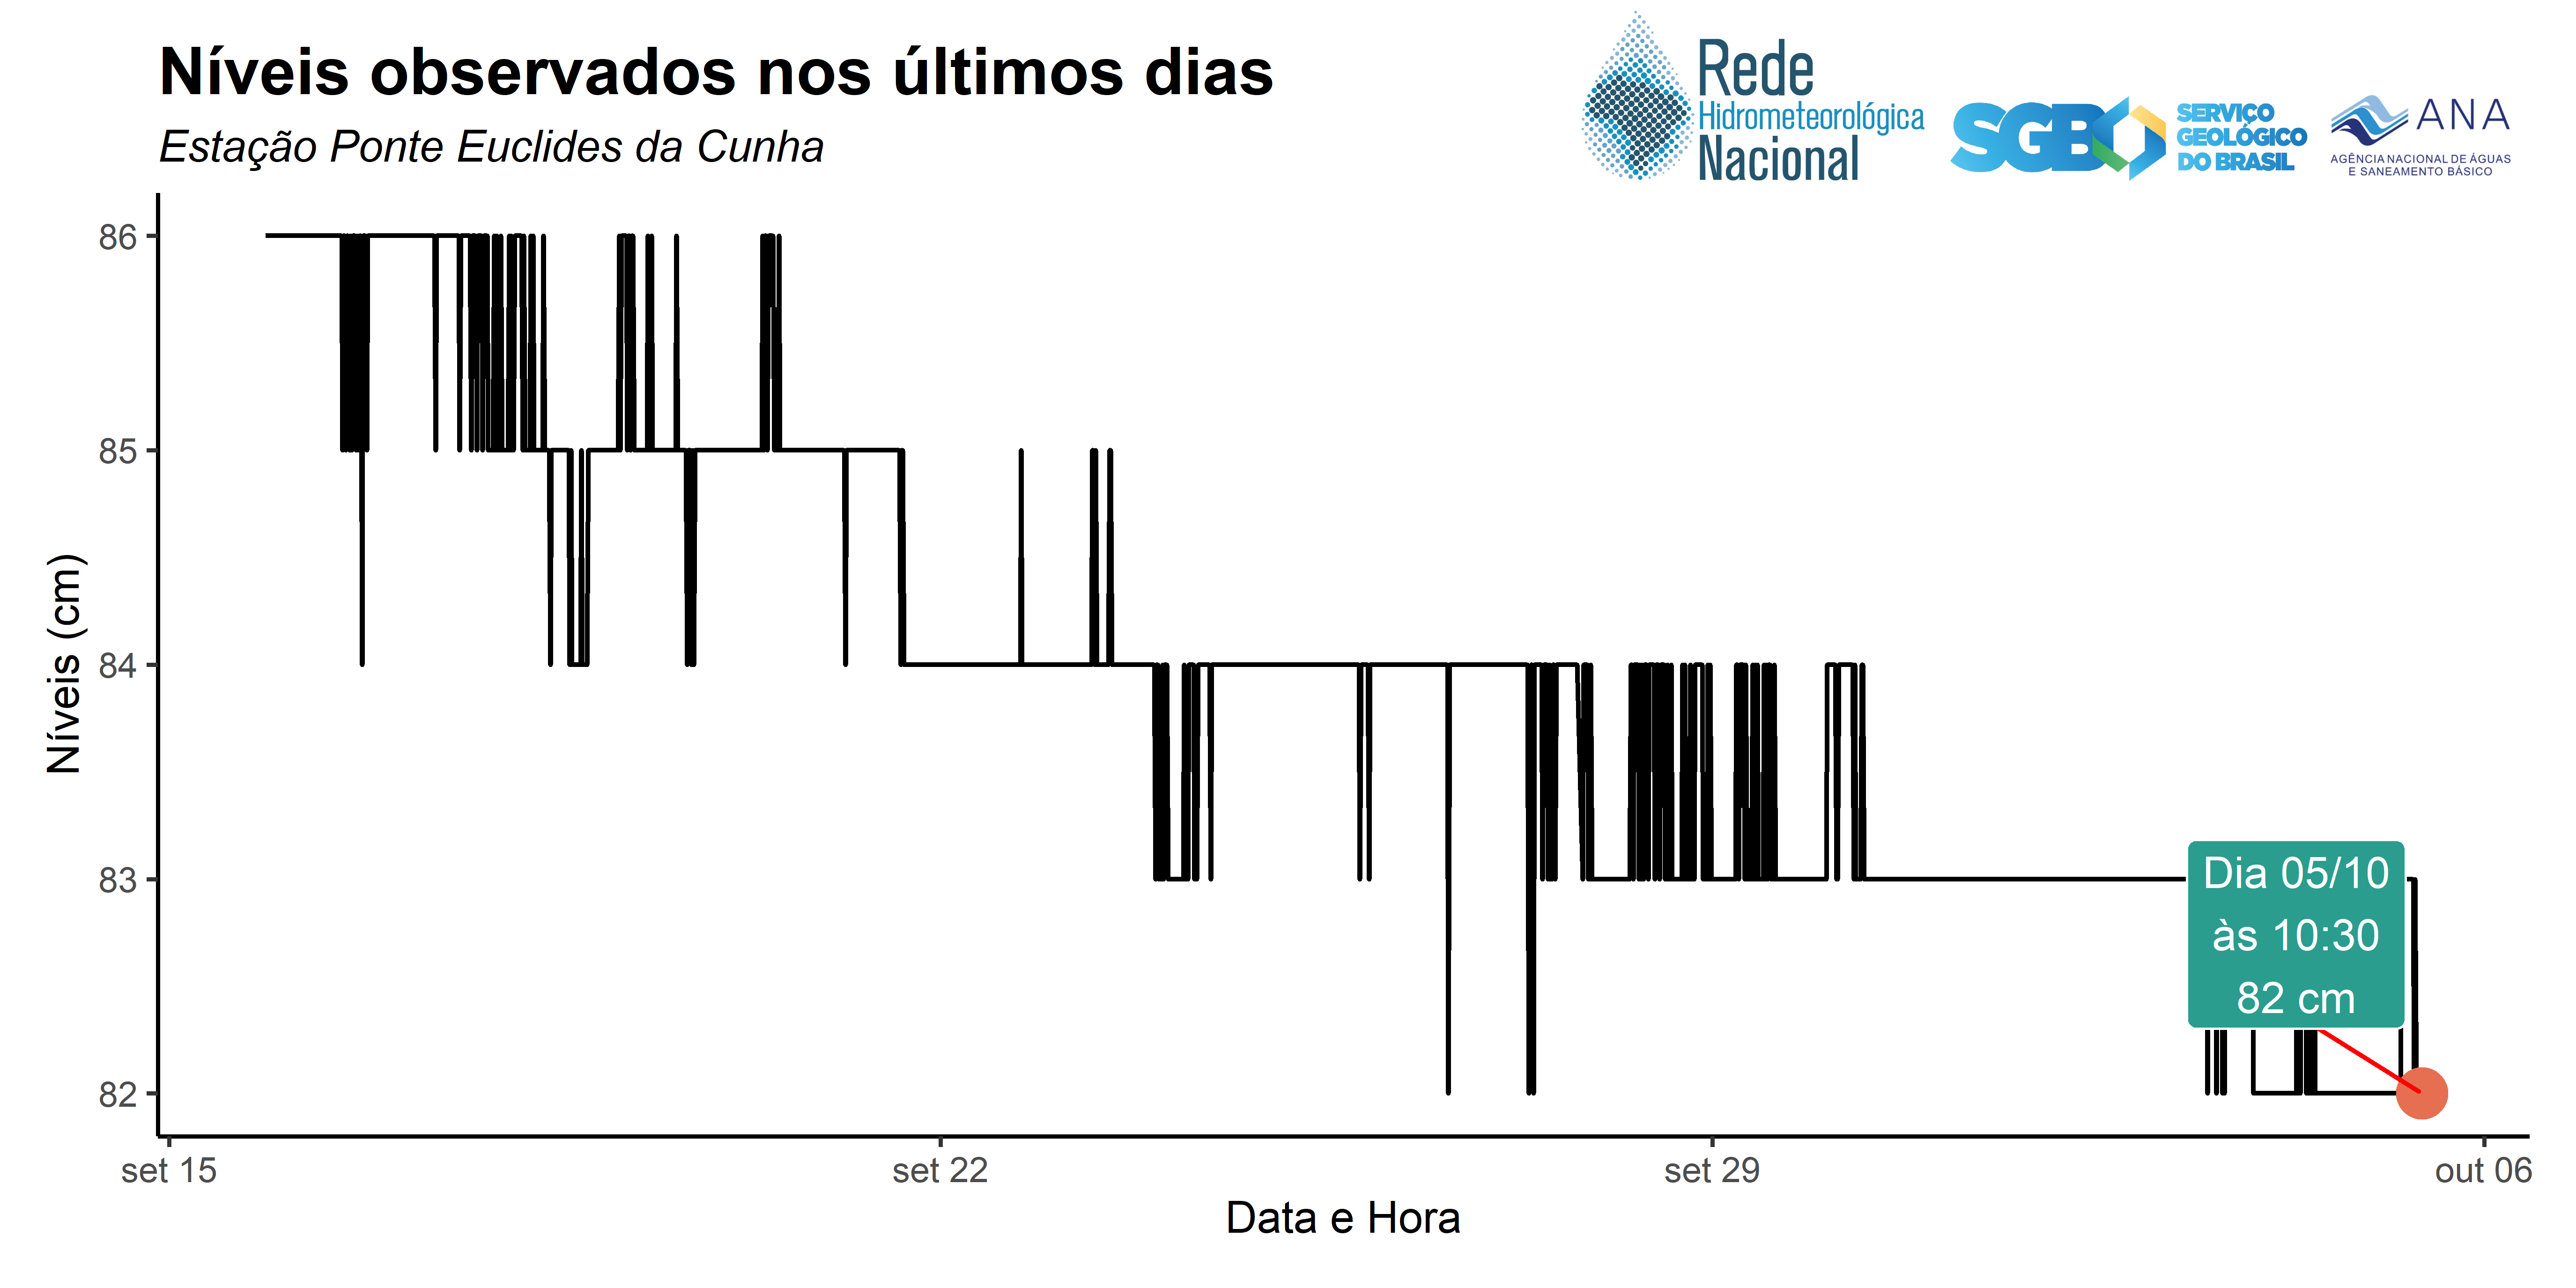 Níveis observados nos últimos dias
Estação Ponte Euclides da Cunha
Rede
Hidrometeorológica
Nacional
SGB
SERVIÇO
GEOLÓGICO
DO BRASIL
ANA
AGÊNCIA NACIONAL DE ÁGUAS
E SANEAMENTO BÁSICO
Níveis (cm)
86
85
84
83
82
Dia 05/10
às 10:30
82 cm
set 15
set 22
set 29
out 06
Data e Hora